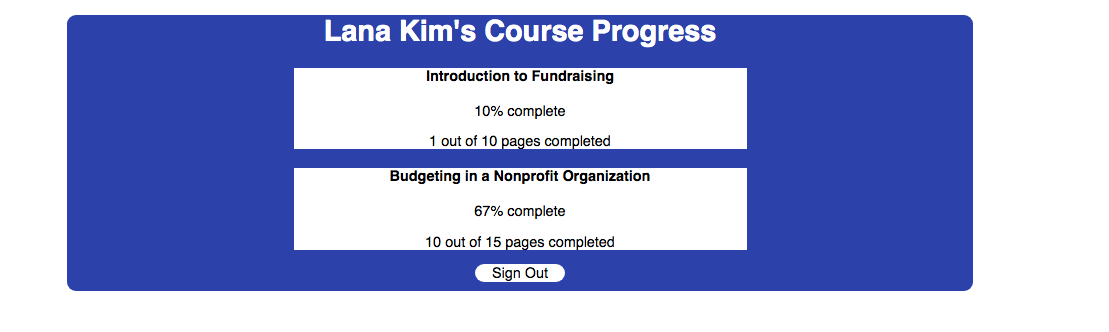 Lana Kim's Course Progress
Introduction to Fundraising
10% complete
1 out of 10 pages completed
Budgeting in a Nonprofit Organization
67% complete
10 out of 15 pages completed
Sign Out